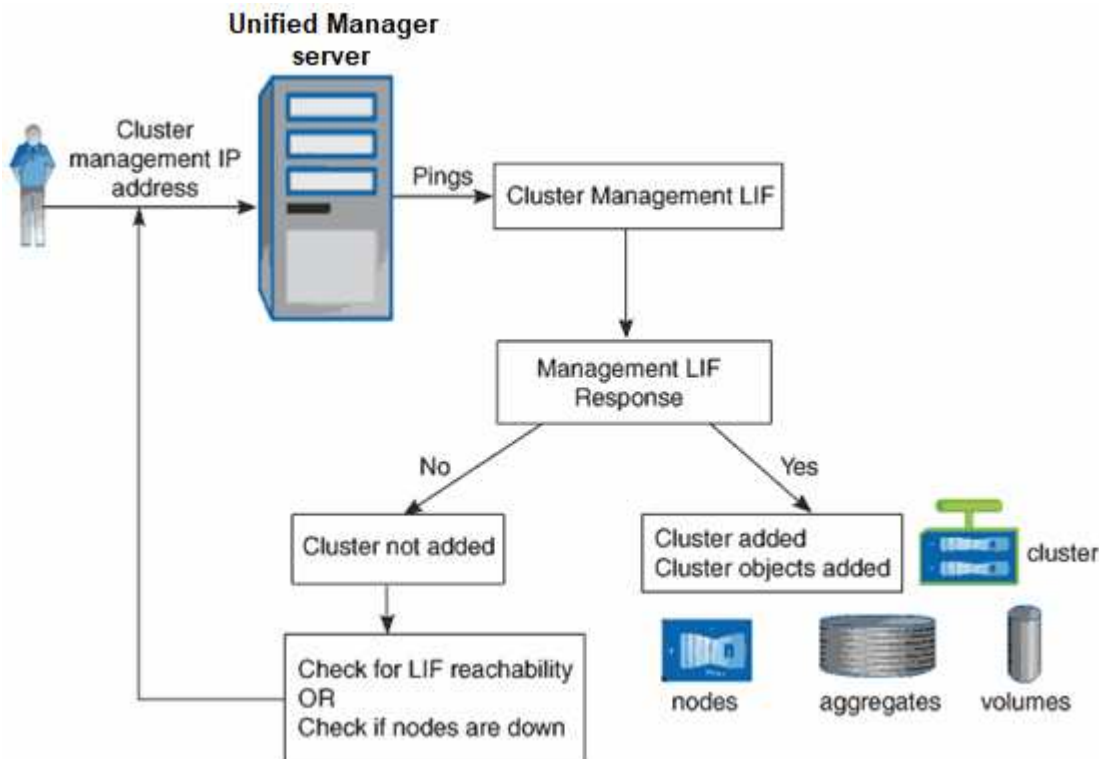 Unified Manager
server
Cluster
management IP
address
Pings
Cluster Management LIF
Management LIF
Response
No
Yes
Cluster not added
Cluster added
Cluster objects added
cluster
Check for LIF reachability
OR
Check if nodes are down
nodes
aggregates
volumes